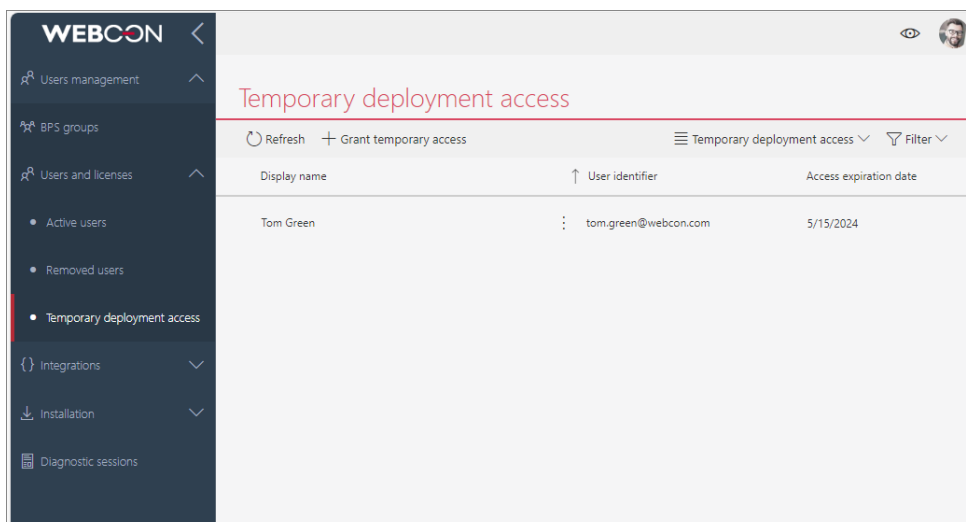 WEBCON
Users management
BPS groups
Users and licenses
Active users
Removed users
Temporary deployment access
{ } Integrations
Installation
Diagnostic sessions
Temporary deployment access
Refresh + Grant temporary access Temporary deployment access Filter
Display name ↑ User identifier Access expiration date
Tom Green tom.green@webcon.com 5/15/2024